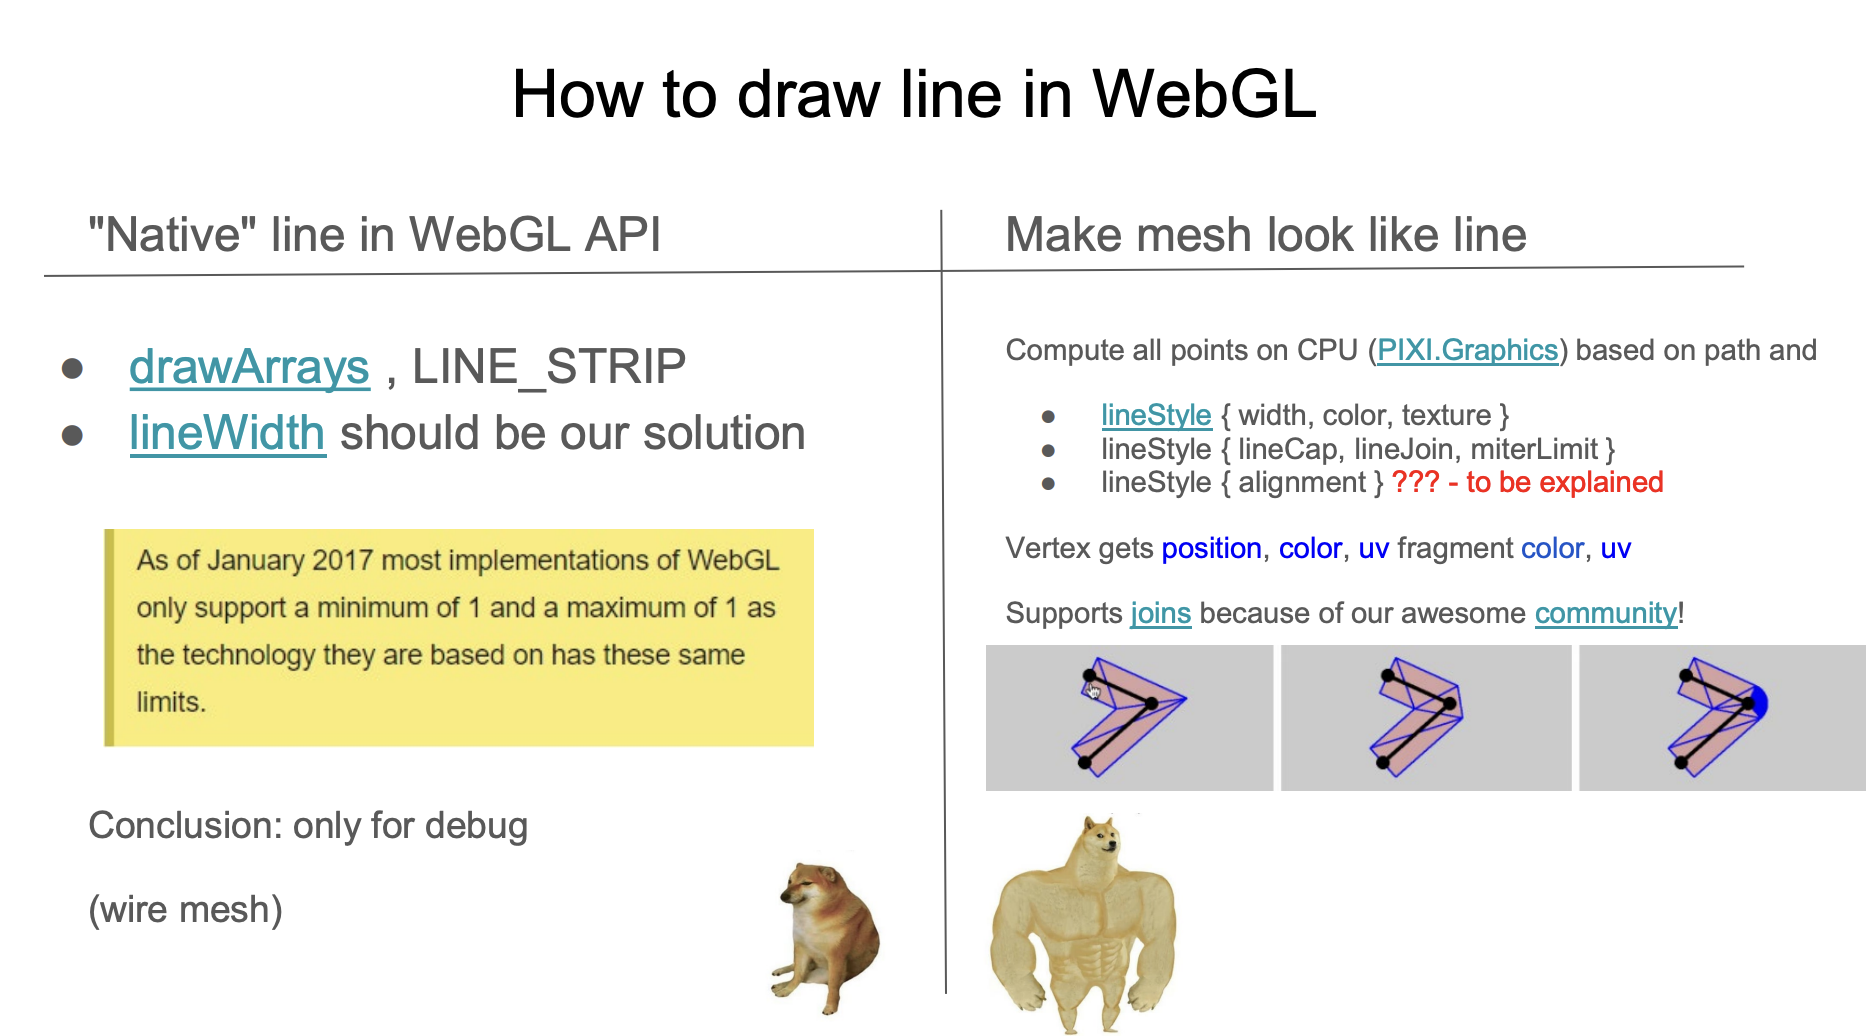 How to draw line in WebGL
"Native" line in WebGL API
● drawArrays , LINE_STRIP
● lineWidth should be our solution
As of January 2017 most implementations of WebGL
only support a minimum of 1 and a maximum of 1 as
the technology they are based on has these same
limits.
Conclusion: only for debug
(wire mesh)
Make mesh look like line
Compute all points on CPU (PIXI.Graphics) based on path and
● lineStyle { width, color, texture }
● lineStyle { lineCap, lineJoin, miterLimit }
● lineStyle { alignment } ??? - to be explained
Vertex gets position, color, uv fragment color, uv
Supports joins because of our awesome community!